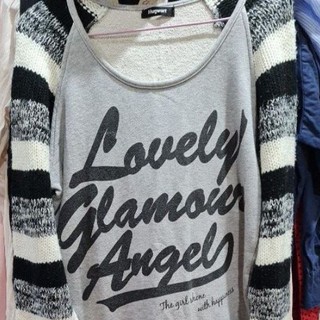 Lovely
Glamour
Angel
The girl shine
with happiness